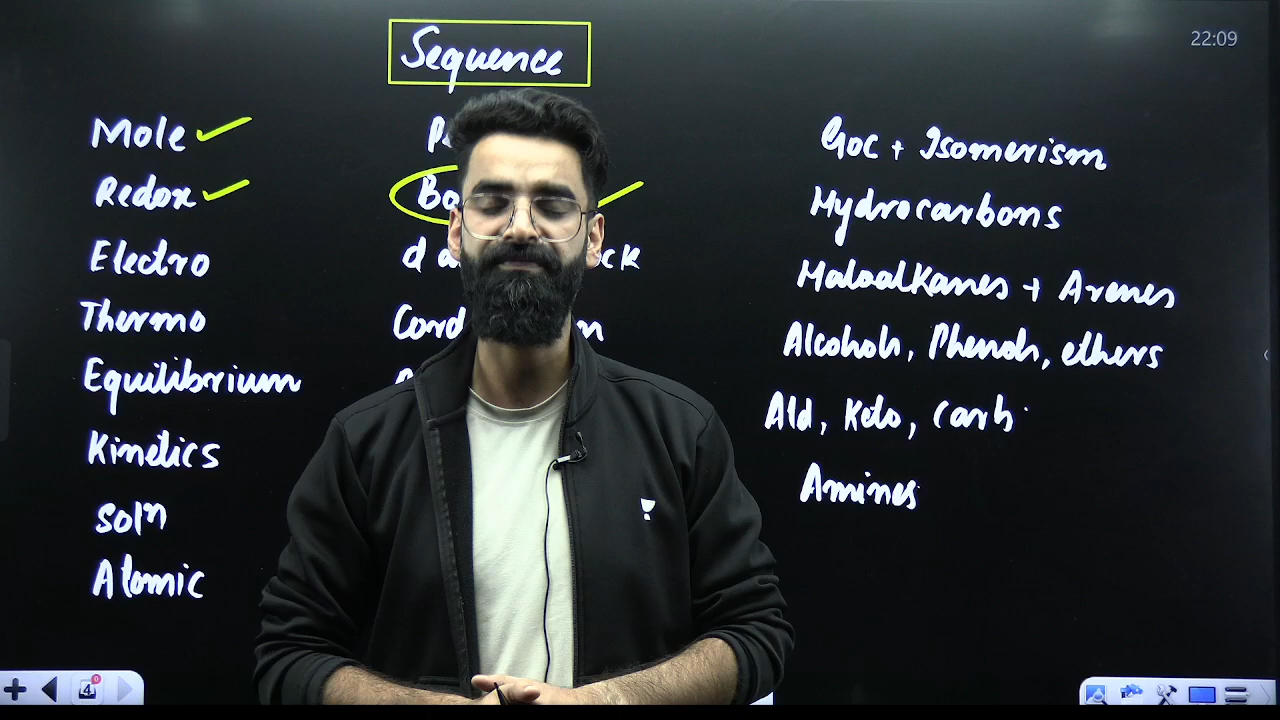 Sequence
22:09
Mole
Redox
Electro
Thermo
Equilibrium
Kinetics
Soln
Atomic
GOC + Isomerism
Hydrocarbons
Haloalkanes + Arenes
Alcohols, Phenols, ethers
Ald, Keto, Carb.
Amines
4